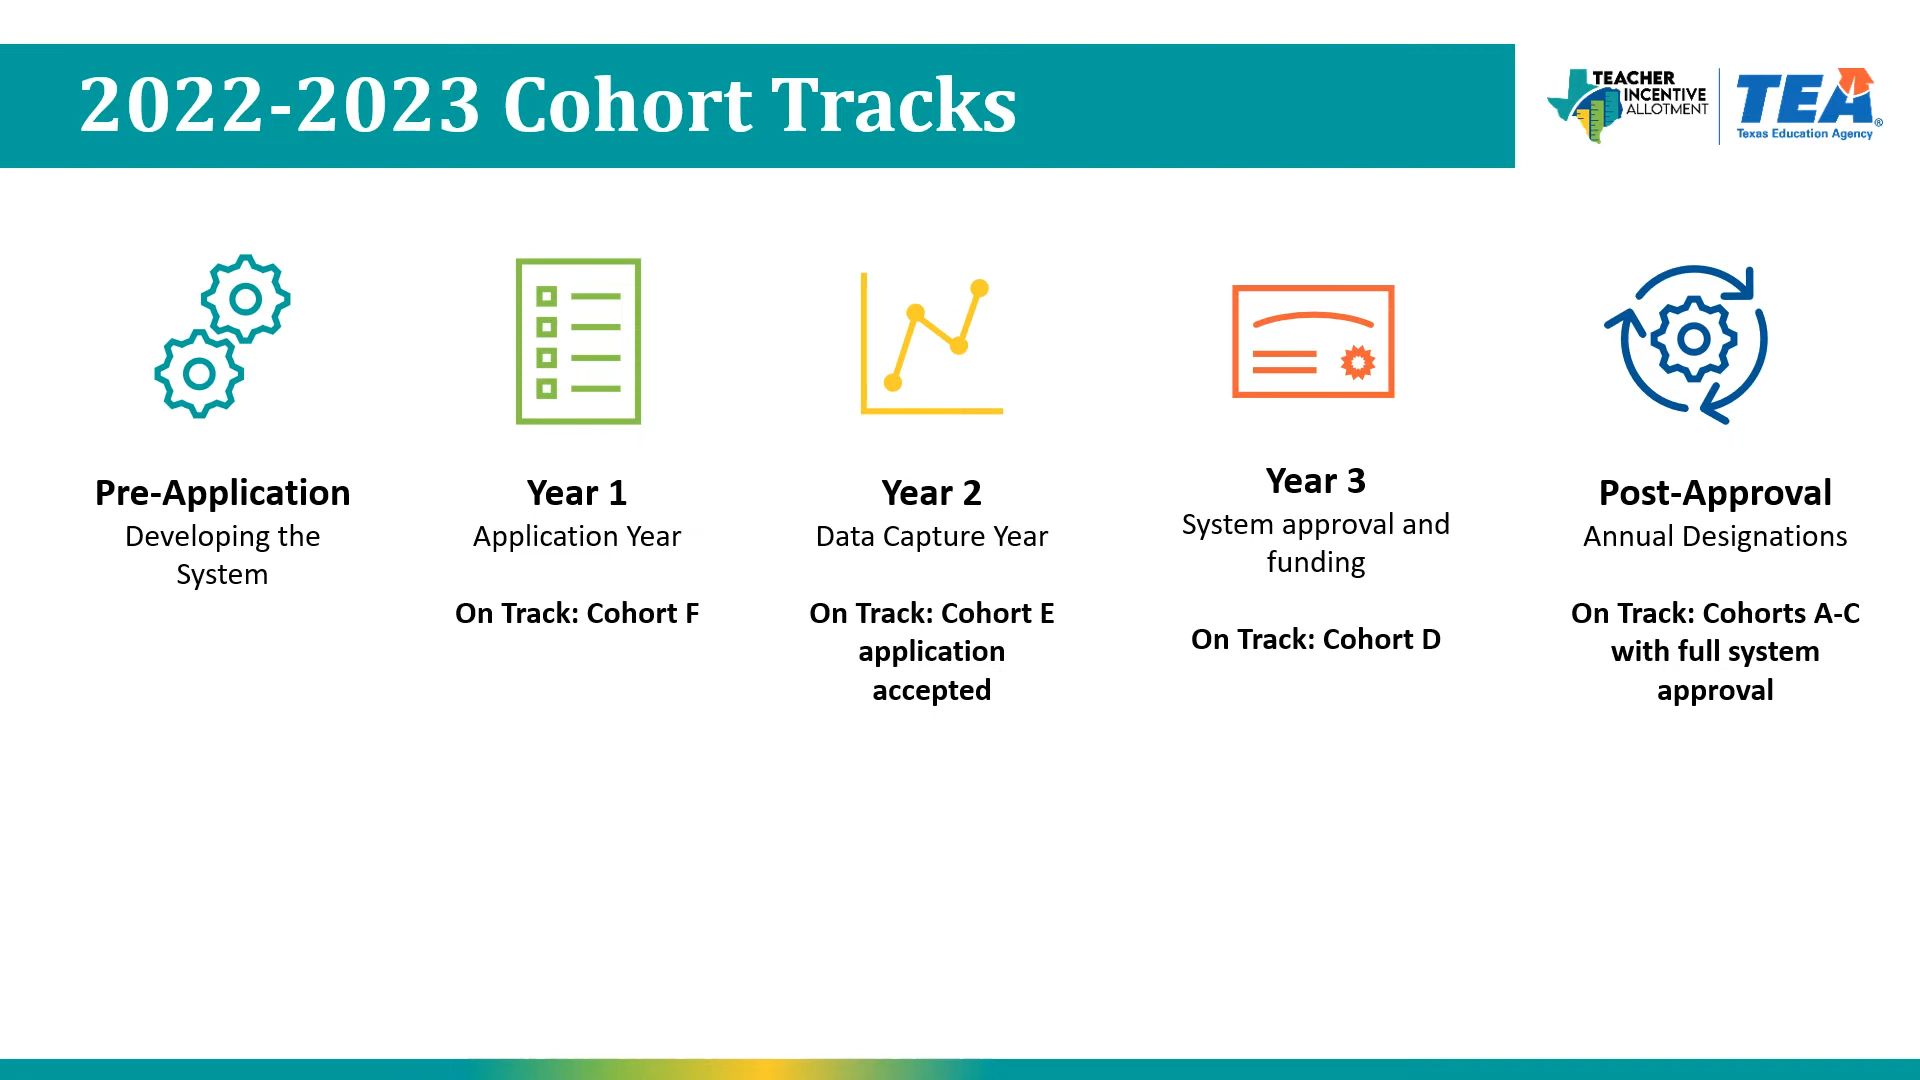 2022-2023 Cohort Tracks
TEACHER
INCENTIVE
ALLOTMENT
TEA®
Texas Education Agency
Pre-Application
Developing the
System
Year 1
Application Year
On Track: Cohort F
Year 2
Data Capture Year
On Track: Cohort E
application
accepted
Year 3
System approval and
funding
On Track: Cohort D
Post-Approval
Annual Designations
On Track: Cohorts A-C
with full system
approval